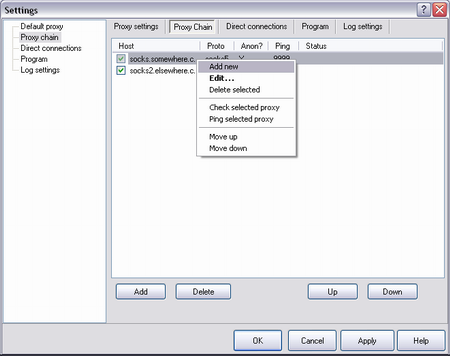 Settings
Default proxy
Proxy chain
Direct connections
Program
Log settings
Proxy settings
Proxy Chain
Direct connections
Program
Log settings
Host Proto Anon? Ping Status
socks.somewhere.c. socks5 Y 9999
socks2.elsewhere.c.
Add new
Edit...
Delete selected
Check selected proxy
Ping selected proxy
Move up
Move down
Add Delete Up Down
OK Cancel Apply Help